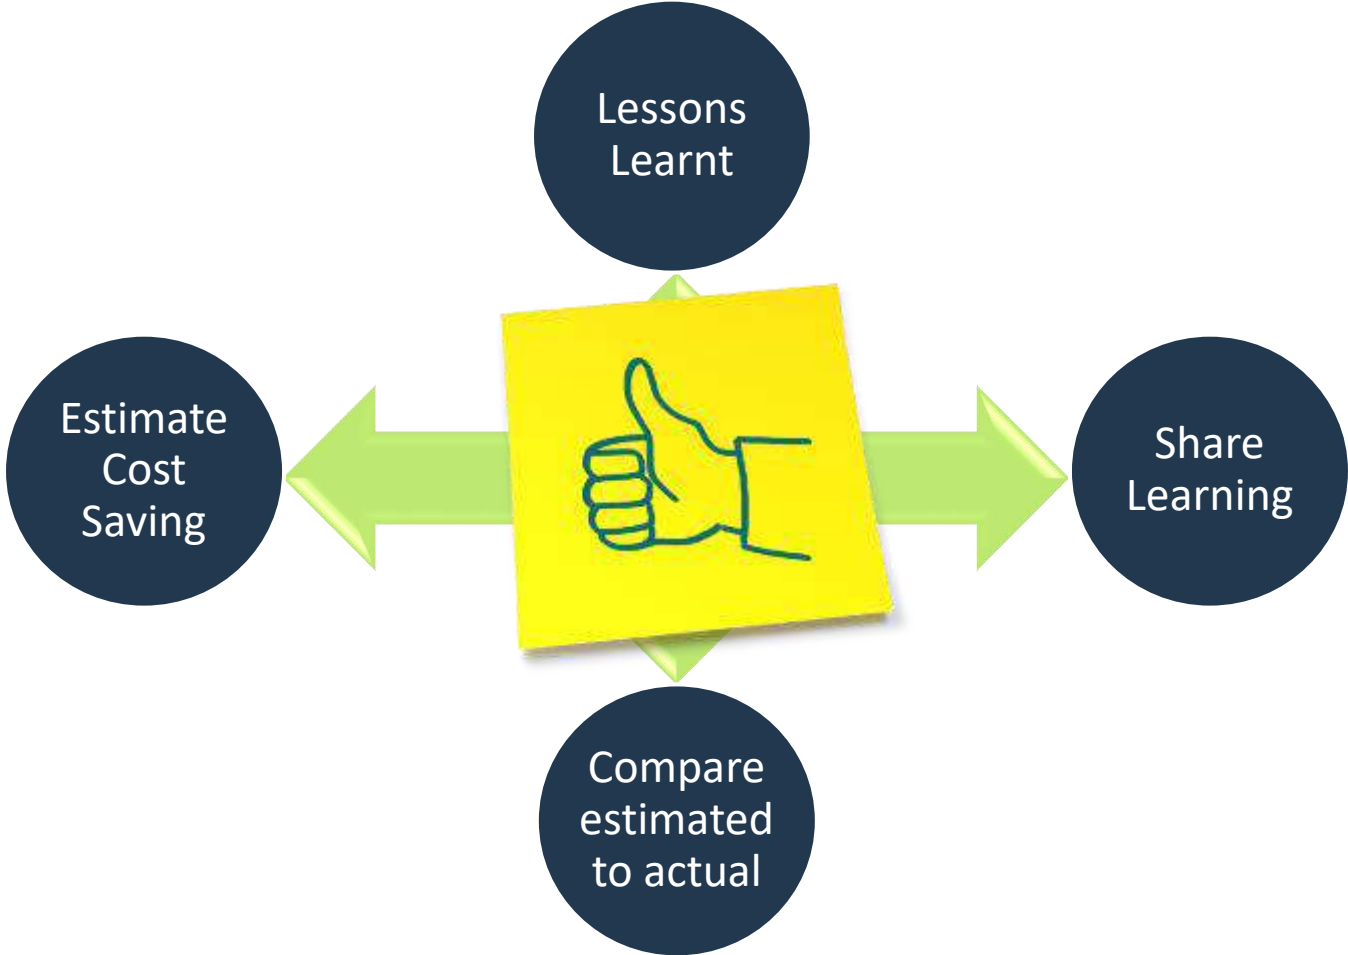 Lessons
Learnt
Estimate
Cost
Saving
Share
Learning
Compare
estimated
to actual